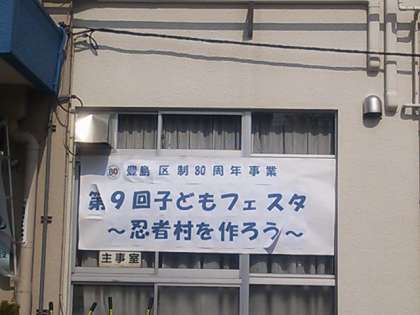 80 豊島区制80周年事業
第9回子どもフェスタ
~忍者村を作ろう~
主事室